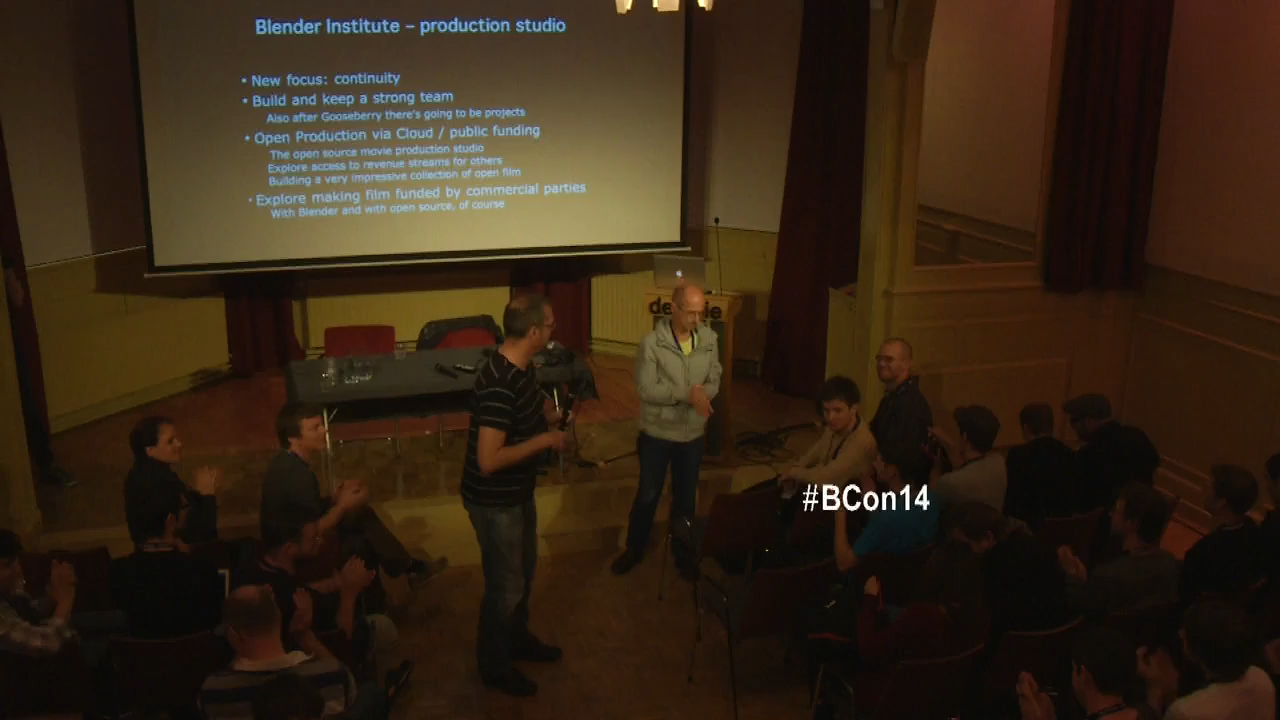 Blender Institute – production studio
• New focus: continuity
• Build and keep a strong team
Also after Gooseberry there's going to be projects
• Open Production via Cloud / public funding
The open source movie production studio
Explore access to revenue streams for others
Building a very impressive collection of open film
• Explore making film funded by commercial parties
With Blender and with open source, of course
#BCon14